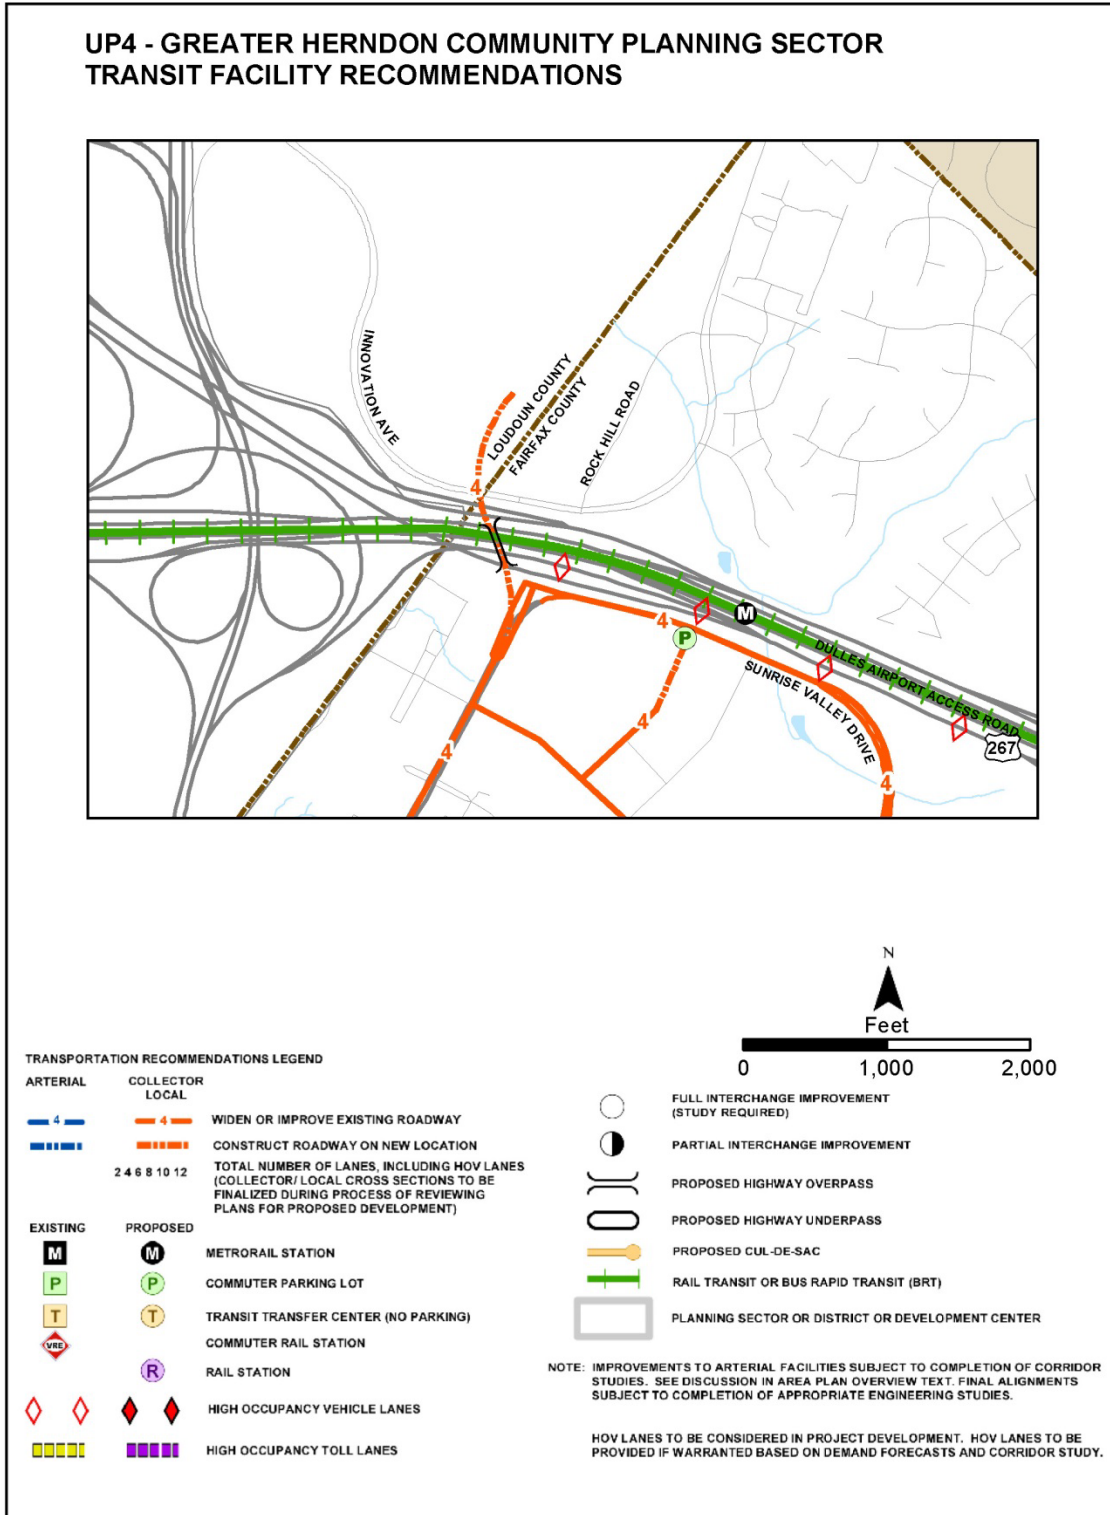 UP4 - GREATER HERNDON COMMUNITY PLANNING SECTOR
TRANSIT FACILITY RECOMMENDATIONS
INNOVATION AVE
LOUDOUN COUNTY
FAIRFAX COUNTY
ROCK HILL ROAD
4
4
M
P
DULLES AIRPORT ACCESS ROAD
SUNRISE VALLEY DRIVE
267
4
4
4
N
Feet
0 1,000 2,000
TRANSPORTATION RECOMMENDATIONS LEGEND
ARTERIAL
COLLECTOR
LOCAL
4 4 WIDEN OR IMPROVE EXISTING ROADWAY
CONSTRUCT ROADWAY ON NEW LOCATION
2 4 6 8 10 12
TOTAL NUMBER OF LANES, INCLUDING HOV LANES
(COLLECTOR/ LOCAL CROSS SECTIONS TO BE
FINALIZED DURING PROCESS OF REVIEWING
PLANS FOR PROPOSED DEVELOPMENT)
EXISTING PROPOSED
M M METRORAIL STATION
P P COMMUTER PARKING LOT
T T TRANSIT TRANSFER CENTER (NO PARKING)
VRE COMMUTER RAIL STATION
R RAIL STATION
HIGH OCCUPANCY VEHICLE LANES
HIGH OCCUPANCY TOLL LANES
FULL INTERCHANGE IMPROVEMENT
(STUDY REQUIRED)
PARTIAL INTERCHANGE IMPROVEMENT
PROPOSED HIGHWAY OVERPASS
PROPOSED HIGHWAY UNDERPASS
PROPOSED CUL-DE-SAC
RAIL TRANSIT OR BUS RAPID TRANSIT (BRT)
PLANNING SECTOR OR DISTRICT OR DEVELOPMENT CENTER
NOTE: IMPROVEMENTS TO ARTERIAL FACILITIES SUBJECT TO COMPLETION OF CORRIDOR
STUDIES. SEE DISCUSSION IN AREA PLAN OVERVIEW TEXT. FINAL ALIGNMENTS
SUBJECT TO COMPLETION OF APPROPRIATE ENGINEERING STUDIES.
HOV LANES TO BE CONSIDERED IN PROJECT DEVELOPMENT. HOV LANES TO BE
PROVIDED IF WARRANTED BASED ON DEMAND FORECASTS AND CORRIDOR STUDY.